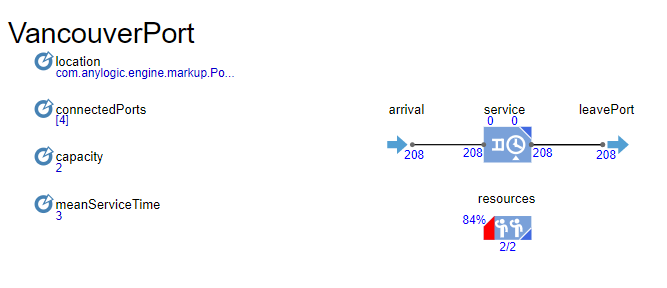 VancouverPort
location
com.anylogic.engine.markup.Po...
connectedPorts
[4]
capacity
2
meanServiceTime
3
arrival service leavePort
0 0
208 208 208 208
resources
84%
2/2